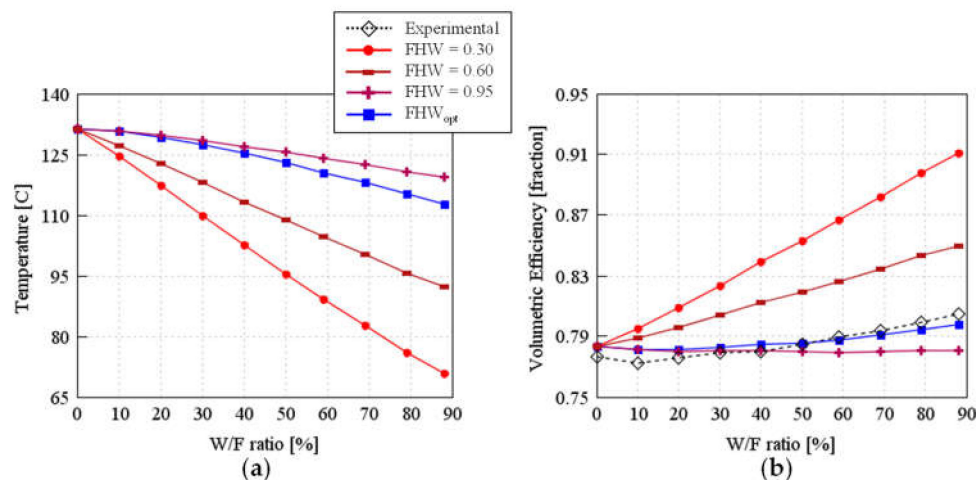 Experimental
FHW = 0.30
FHW = 0.60
FHW = 0.95
FHWopt
140
125
110
95
80
65
Temperature [C]
0 10 20 30 40 50 60 70 80 90
W/F ratio [%]
(a)
0.95
0.91
0.87
0.83
0.79
0.75
Volumetric Efficiency [fraction]
0 10 20 30 40 50 60 70 80 90
W/F ratio [%]
(b)